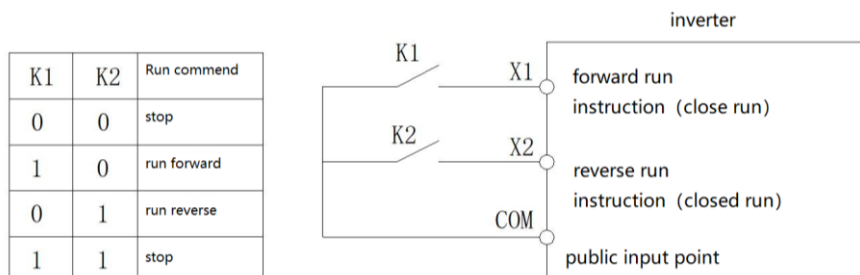 K1 K2 Run commend
0 0 stop
1 0 run forward
0 1 run reverse
1 1 stop
inverter
K1 X1 forward run
instruction（close run）
K2 X2 reverse run
instruction（closed run）
COM
public input point